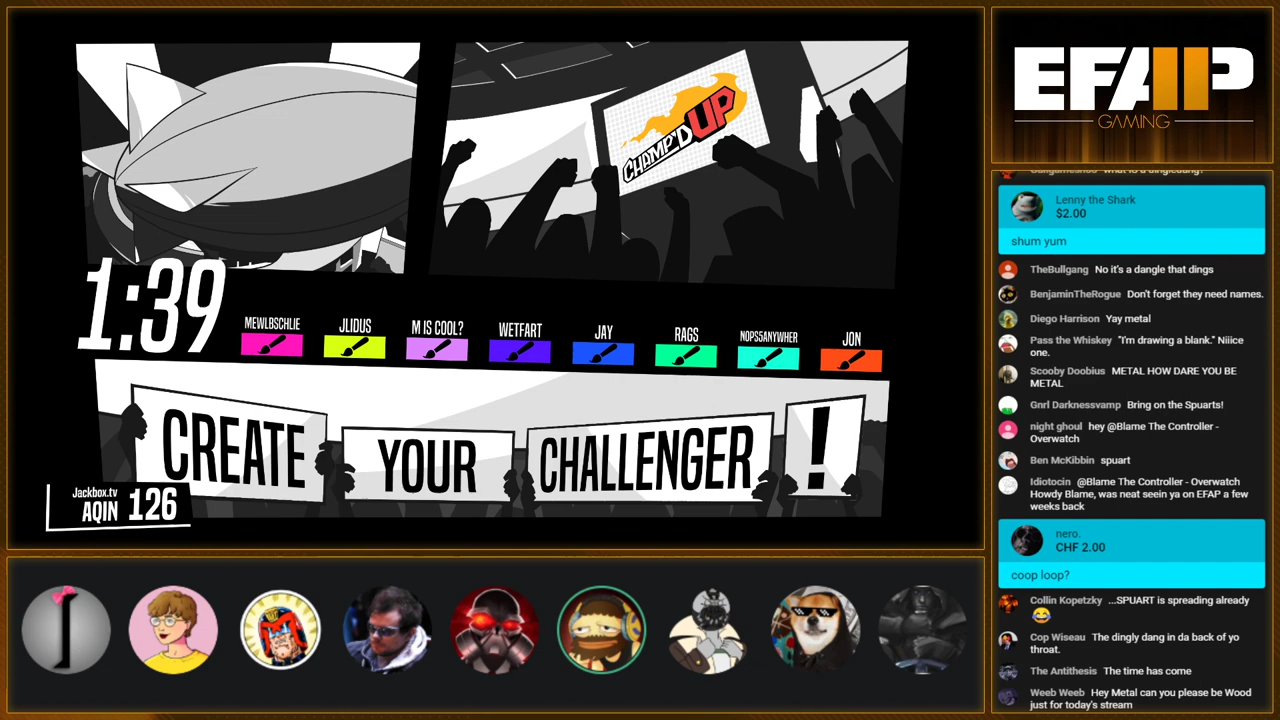 CHAMP'D UP
1:39
MEWLBSCHLIE
JLIDUS
M IS COOL?
WETFART
JAY
RAGS
NOPS5ANYWHER
JON
CREATE
YOUR
CHALLENGER
!
Jackbox.tv
AQIN 126
EFAP
GAMING
what is a dingledang?
Lenny the Shark
$2.00
shum yum
TheBullgang No it's a dangle that dings
BenjaminTheRogue Don't forget they need names.
Diego Harrison Yay metal
Pass the Whiskey "I'm drawing a blank." Niiice
one.
Scooby Doobius METAL HOW DARE YOU BE
METAL
Gnrl Darknessvamp Bring on the Spuarts!
night ghoul hey @Blame The Controller -
Overwatch
Ben McKibbin spuart
Idiotocin @Blame The Controller - Overwatch
Howdy Blame, was neat seein ya on EFAP a few
weeks back
nero.
CHF 2.00
coop loop?
Collin Kopetzky ...SPUART is spreading already
😂
Cop Wiseau The dingly dang in da back of yo
throat.
The Antithesis The time has come
Weeb Weeb Hey Metal can you please be Wood
just for today's stream